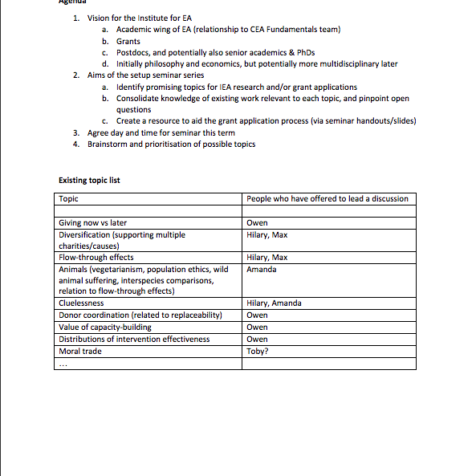 Agenda
1. Vision for the Institute for EA
a. Academic wing of EA (relationship to CEA Fundamentals team)
b. Grants
c. Postdocs, and potentially also senior academics & PhDs
d. Initially philosophy and economics, but potentially more multidisciplinary later
2. Aims of the setup seminar series
a. Identify promising topics for IEA research and/or grant applications
b. Consolidate knowledge of existing work relevant to each topic, and pinpoint open
questions
c. Create a resource to aid the grant application process (via seminar handouts/slides)
3. Agree day and time for seminar this term
4. Brainstorm and prioritisation of possible topics
Existing topic list
Topic People who have offered to lead a discussion
Giving now vs later Owen
Diversification (supporting multiple Hilary, Max
charities/causes)
Flow-through effects Hilary, Max
Animals (vegetarianism, population ethics, wild Amanda
animal suffering, interspecies comparisons,
relation to flow-through effects)
Cluelessness Hilary, Amanda
Donor coordination (related to replaceability) Owen
Value of capacity-building Owen
Distributions of intervention effectiveness Owen
Moral trade Toby?
...